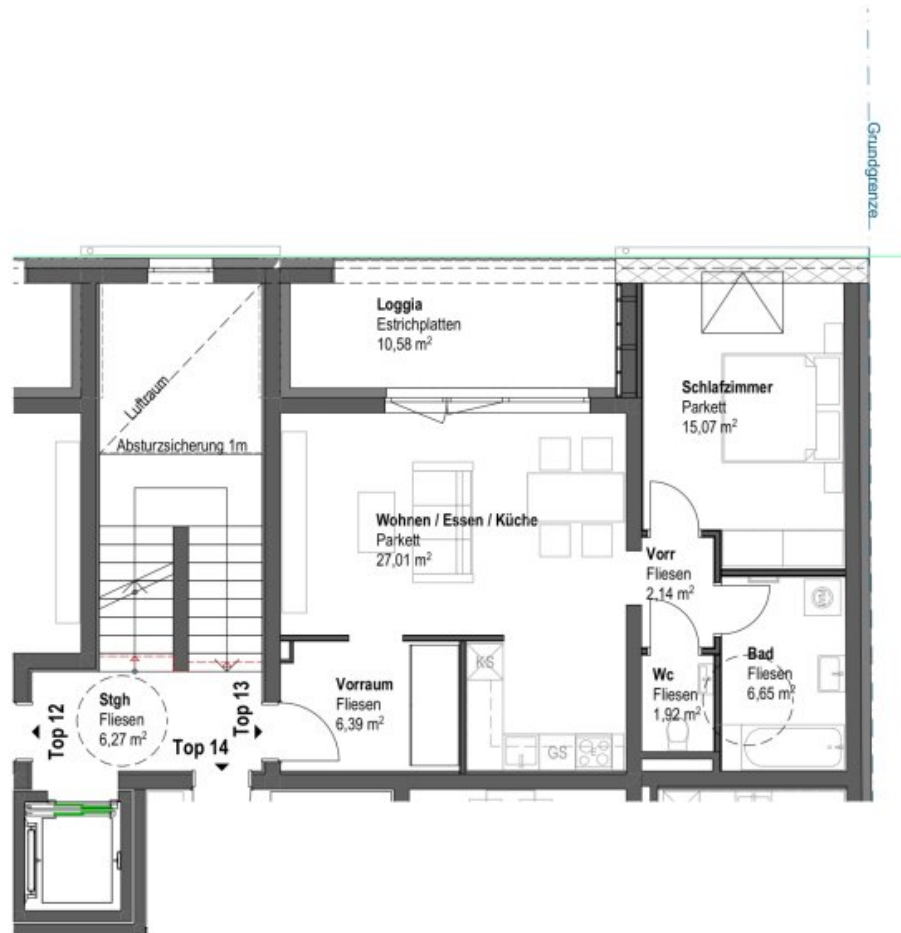 Grundgrenze
Loggia
Estrichplatten
10,58 m²
Schlafzimmer
Parkett
15,07 m²
Luftraum
Absturzsicherung 1m
Wohnen / Essen / Küche
Parkett
27,01 m²
Vorr
Fliesen
2,14 m²
Bad
Fliesen
6,65 m²
Wc
Fliesen
1,92 m²
KS
GS
Vorraum
Fliesen
6,39 m²
Stgh
Fliesen
6,27 m²
Top 12
Top 13
Top 14